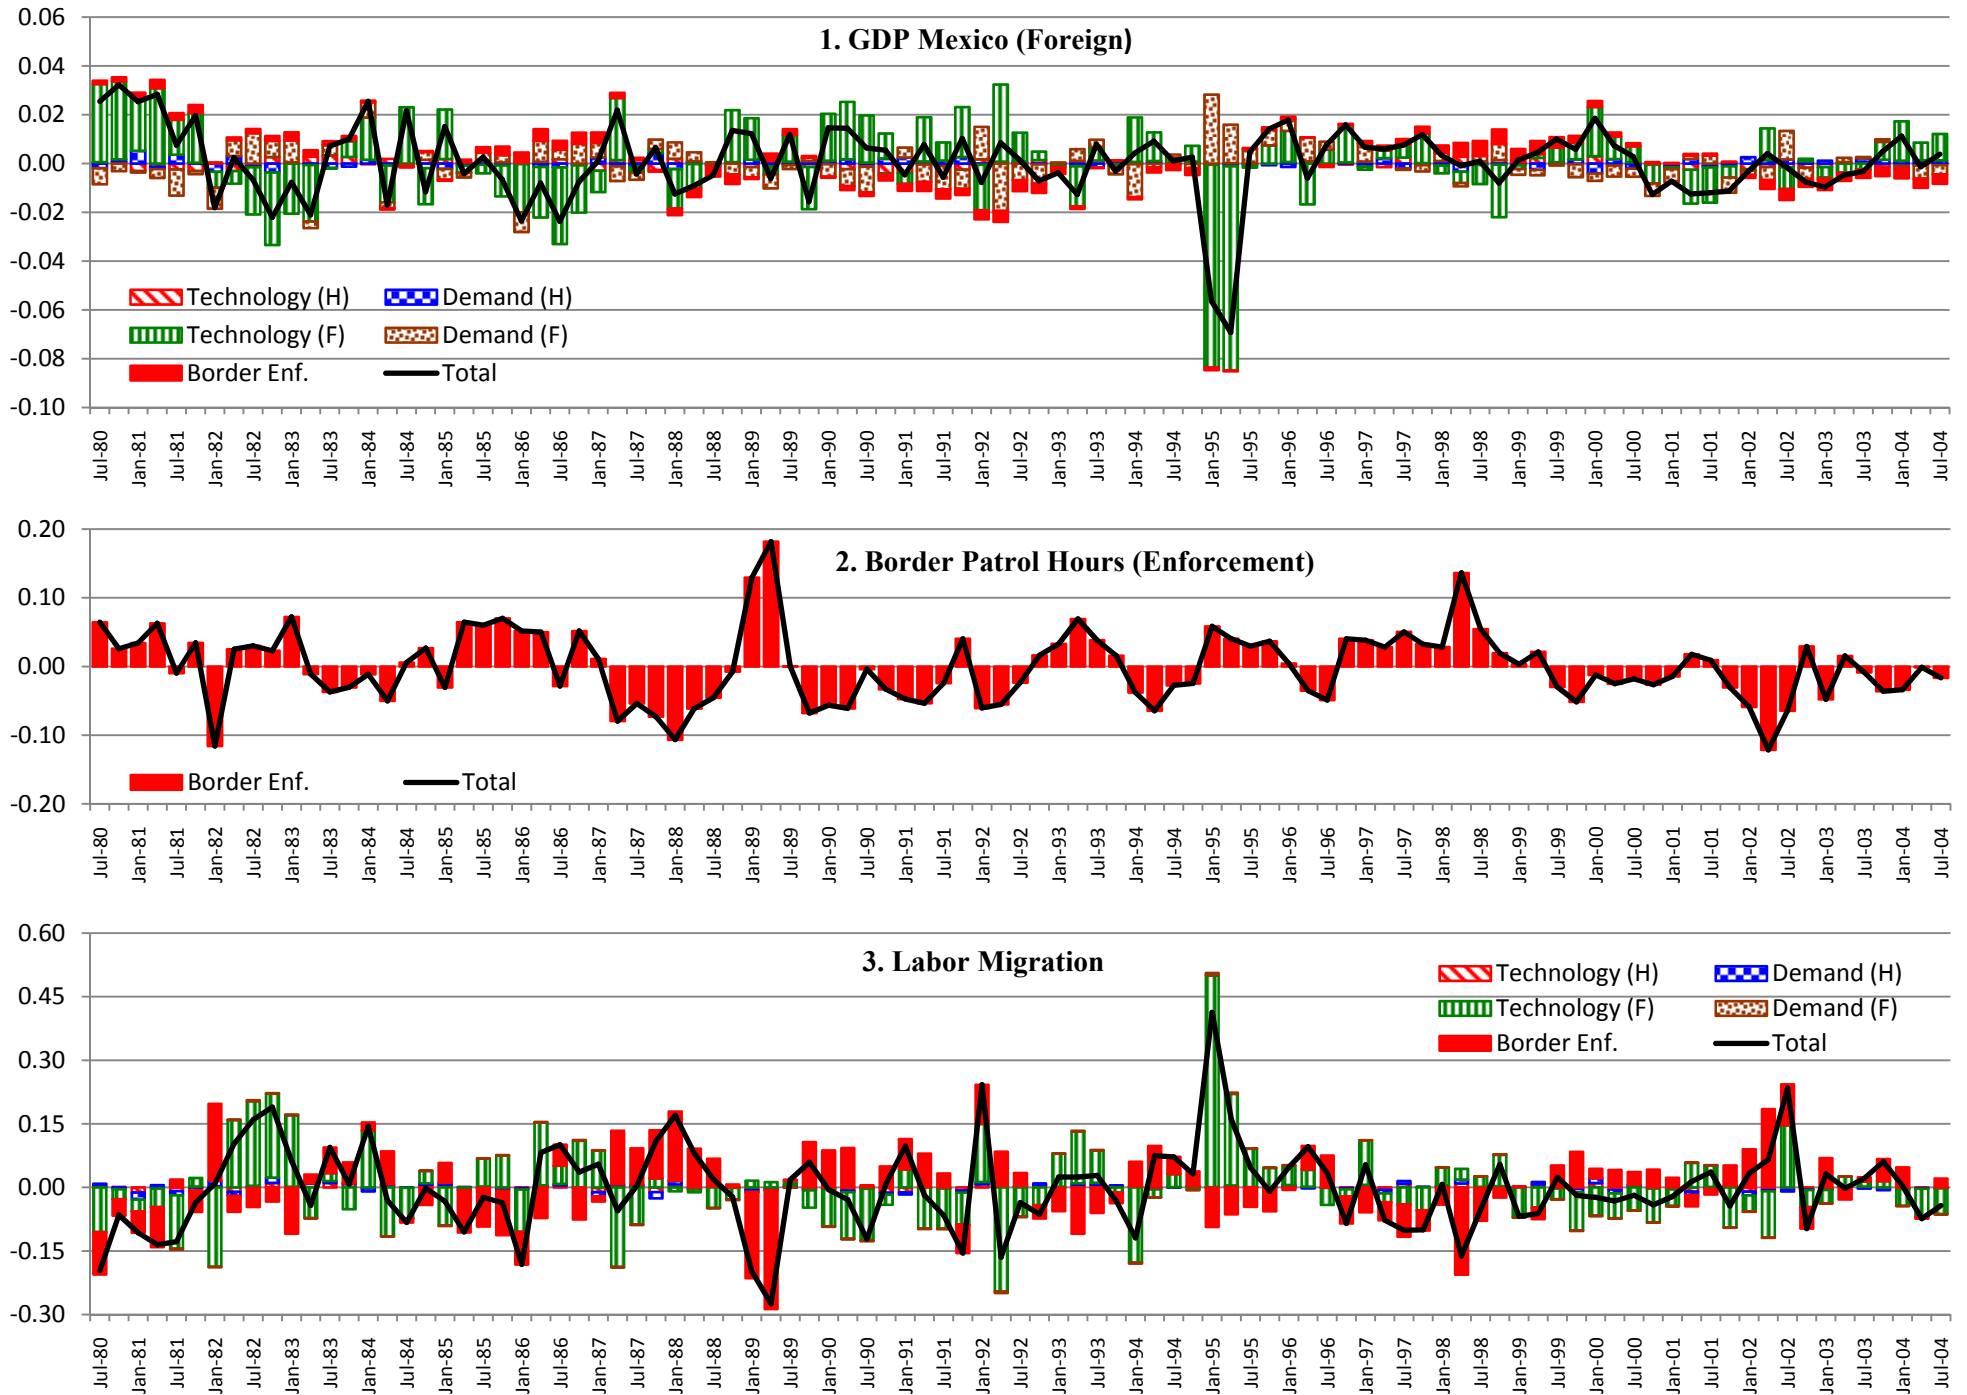 1. GDP Mexico (Foreign)
0.06
0.04
0.02
0.00
-0.02
-0.04
-0.06
-0.08
-0.10
Technology (H) Demand (H)
Technology (F) Demand (F)
Border Enf. Total
Jul-80 Jan-81 Jul-81 Jan-82 Jul-82 Jan-83 Jul-83 Jan-84 Jul-84 Jan-85 Jul-85 Jan-86 Jul-86 Jan-87 Jul-87 Jan-88 Jul-88 Jan-89 Jul-89 Jan-90 Jul-90 Jan-91 Jul-91 Jan-92 Jul-92 Jan-93 Jul-93 Jan-94 Jul-94 Jan-95 Jul-95 Jan-96 Jul-96 Jan-97 Jul-97 Jan-98 Jul-98 Jan-99 Jul-99 Jan-00 Jul-00 Jan-01 Jul-01 Jan-02 Jul-02 Jan-03 Jul-03 Jan-04 Jul-04
2. Border Patrol Hours (Enforcement)
0.20
0.10
0.00
-0.10
-0.20
Border Enf. Total
Jul-80 Jan-81 Jul-81 Jan-82 Jul-82 Jan-83 Jul-83 Jan-84 Jul-84 Jan-85 Jul-85 Jan-86 Jul-86 Jan-87 Jul-87 Jan-88 Jul-88 Jan-89 Jul-89 Jan-90 Jul-90 Jan-91 Jul-91 Jan-92 Jul-92 Jan-93 Jul-93 Jan-94 Jul-94 Jan-95 Jul-95 Jan-96 Jul-96 Jan-97 Jul-97 Jan-98 Jul-98 Jan-99 Jul-99 Jan-00 Jul-00 Jan-01 Jul-01 Jan-02 Jul-02 Jan-03 Jul-03 Jan-04 Jul-04
3. Labor Migration
0.60
0.45
0.30
0.15
0.00
-0.15
-0.30
Technology (H) Demand (H)
Technology (F) Demand (F)
Border Enf. Total
Jul-80 Jan-81 Jul-81 Jan-82 Jul-82 Jan-83 Jul-83 Jan-84 Jul-84 Jan-85 Jul-85 Jan-86 Jul-86 Jan-87 Jul-87 Jan-88 Jul-88 Jan-89 Jul-89 Jan-90 Jul-90 Jan-91 Jul-91 Jan-92 Jul-92 Jan-93 Jul-93 Jan-94 Jul-94 Jan-95 Jul-95 Jan-96 Jul-96 Jan-97 Jul-97 Jan-98 Jul-98 Jan-99 Jul-99 Jan-00 Jul-00 Jan-01 Jul-01 Jan-02 Jul-02 Jan-03 Jul-03 Jan-04 Jul-04